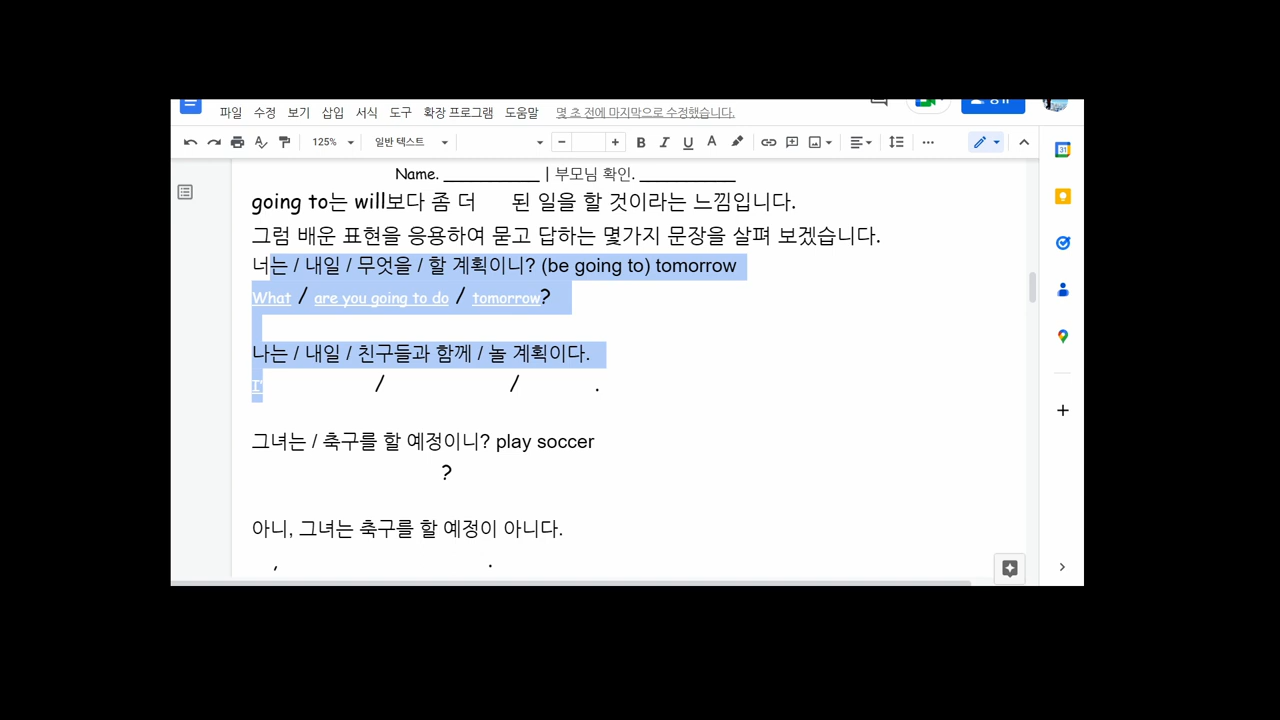 파일 수정 보기 삽입 서식 도구 확장 프로그램 도움말 몇 초 전에 마지막으로 수정했습니다.
125% 일반 텍스트 − + B I U A
Name. __________ | 부모님 확인. __________
going to는 will보다 좀 더 된 일을 할 것이라는 느낌입니다.
그럼 배운 표현을 응용하여 묻고 답하는 몇가지 문장을 살펴 보겠습니다.
너는 / 내일 / 무엇을 / 할 계획이니? (be going to) tomorrow
What / are you going to do / tomorrow?
나는 / 내일 / 친구들과 함께 / 놀 계획이다.
I' / / .
그녀는 / 축구를 할 예정이니? play soccer
?
아니, 그녀는 축구를 할 예정이 아니다.
, .